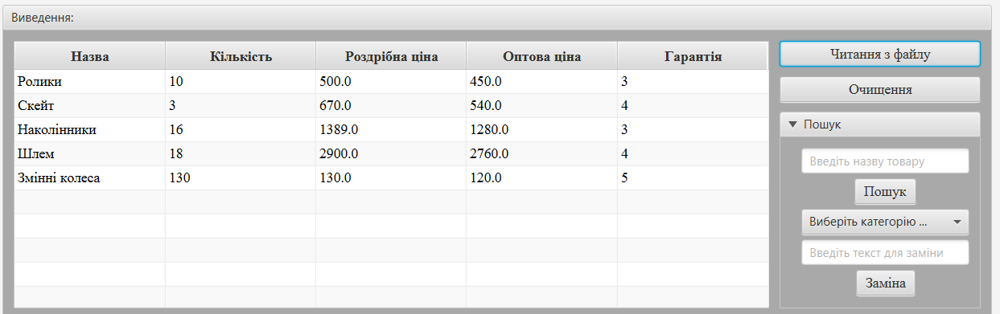 Виведення:
Назва Кількість Роздрібна ціна Оптова ціна Гарантія
Ролики 10 500.0 450.0 3
Скейт 3 670.0 540.0 4
Наколінники 16 1389.0 1280.0 3
Шлем 18 2900.0 2760.0 4
Змінні колеса 130 130.0 120.0 5
Читання з файлу
Очищення
Пошук
Введіть назву товару
Пошук
Виберіть категорію ...
Введіть текст для заміни
Заміна